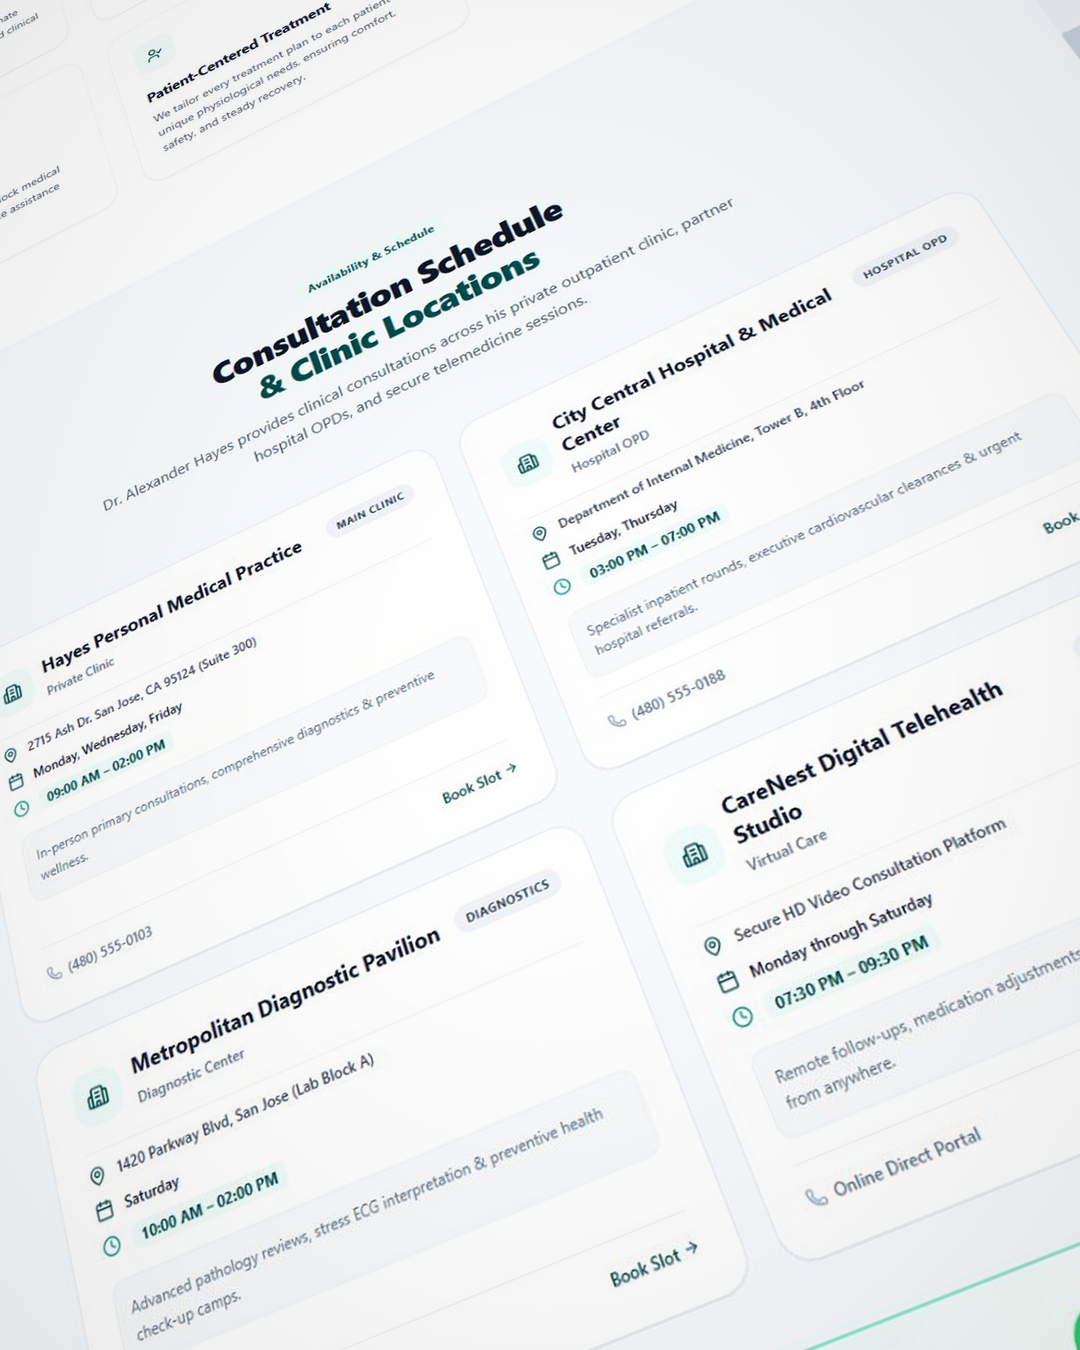 nate
d clinical
ock medical
e assistance
Patient-Centered Treatment
We tailor every treatment plan to each patient
unique physiological needs, ensuring comfort,
safety, and steady recovery.
Availability & Schedule
Consultation Schedule
& Clinic Locations
Dr. Alexander Hayes provides clinical consultations across his private outpatient clinic, partner
hospital OPDs, and secure telemedicine sessions.
MAIN CLINIC
Hayes Personal Medical Practice
Private Clinic
2715 Ash Dr. San Jose, CA 95124 (Suite 300)
Monday, Wednesday, Friday
09:00 AM – 02:00 PM
In-person primary consultations, comprehensive diagnostics & preventive
wellness.
(480) 555-0103
Book Slot →
HOSPITAL OPD
City Central Hospital & Medical
Center
Hospital OPD
Department of Internal Medicine, Tower B, 4th Floor
Tuesday, Thursday
03:00 PM – 07:00 PM
Specialist inpatient rounds, executive cardiovascular clearances & urgent
hospital referrals.
(480) 555-0188
Book
DIAGNOSTICS
Metropolitan Diagnostic Pavilion
Diagnostic Center
1420 Parkway Blvd, San Jose (Lab Block A)
Saturday
10:00 AM – 02:00 PM
Advanced pathology reviews, stress ECG interpretation & preventive health
check-up camps.
Book Slot →
CareNest Digital Telehealth
Studio
Virtual Care
Secure HD Video Consultation Platform
Monday through Saturday
07:30 PM – 09:30 PM
Remote follow-ups, medication adjustments
from anywhere.
Online Direct Portal